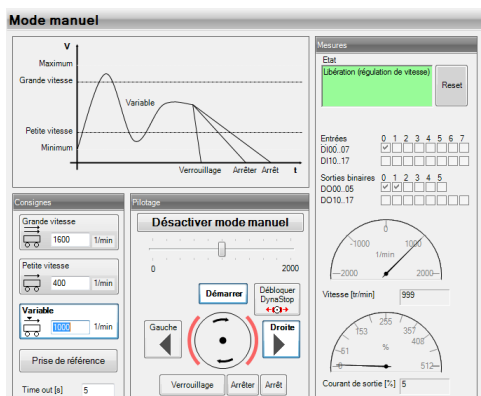 Mode manuel
V
Maximum
Grande vitesse
Variable
Petite vitesse
Minimum
Verrouillage Arrêter Arrêt t
Consignes
Grande vitesse
1600 1/min
Petite vitesse
400 1/min
Variable
1000 1/min
Prise de référence
Time out [s] 5
Pilotage
Désactiver mode manuel
0 2000
Démarrer
Débloquer
DynaStop
Gauche
Droite
Verrouillage Arrêter Arrêt
Mesures
Etat
Libération (régulation de vitesse)
Reset
Entrées 0 1 2 3 4 5 6 7
DI00..07
DI10..17
Sorties binaires 0 1 2 3 4 5
DO00..05
DO10..17
0
-1000 1000
1/min
-2000 2000
Vitesse [tr/min] 999
255
153 357
408
-51 %
-0 512
Courant de sortie [%] 5